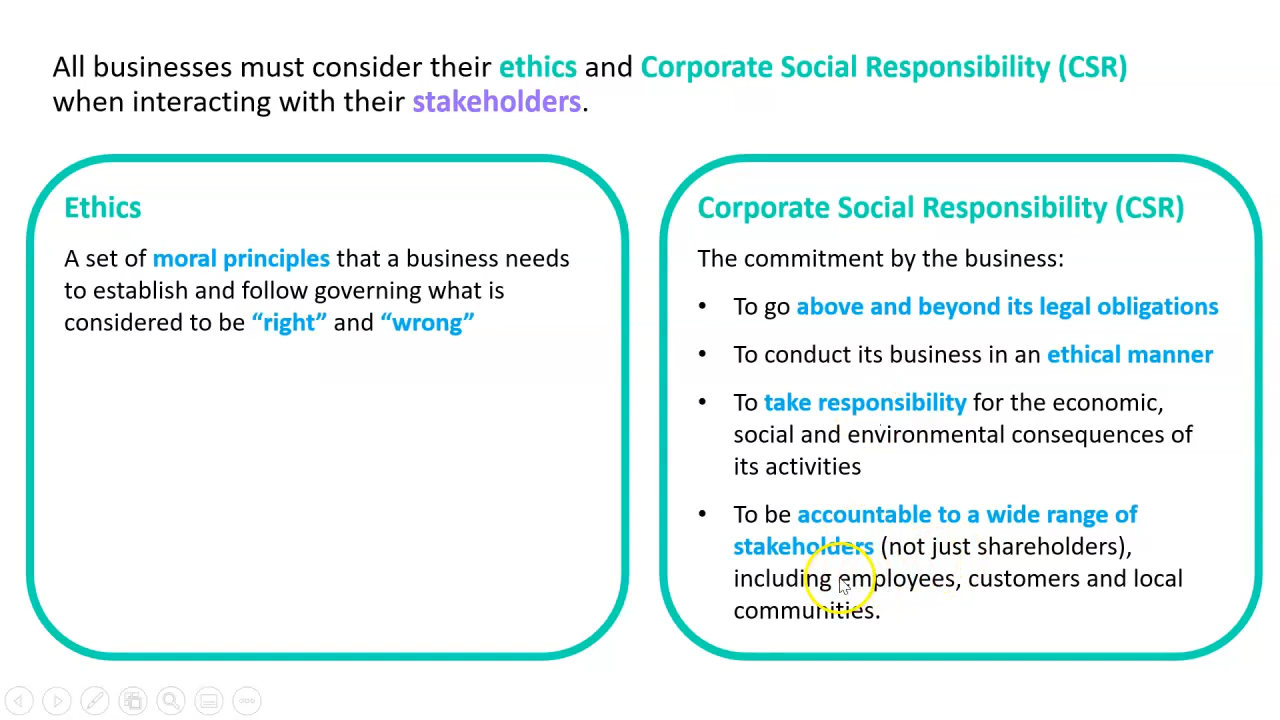 All businesses must consider their ethics and Corporate Social Responsibility (CSR)
when interacting with their stakeholders.
Ethics
A set of moral principles that a business needs
to establish and follow governing what is
considered to be “right” and “wrong”
Corporate Social Responsibility (CSR)
The commitment by the business:
• To go above and beyond its legal obligations
• To conduct its business in an ethical manner
• To take responsibility for the economic,
social and environmental consequences of
its activities
• To be accountable to a wide range of
stakeholders (not just shareholders),
including employees, customers and local
communities.